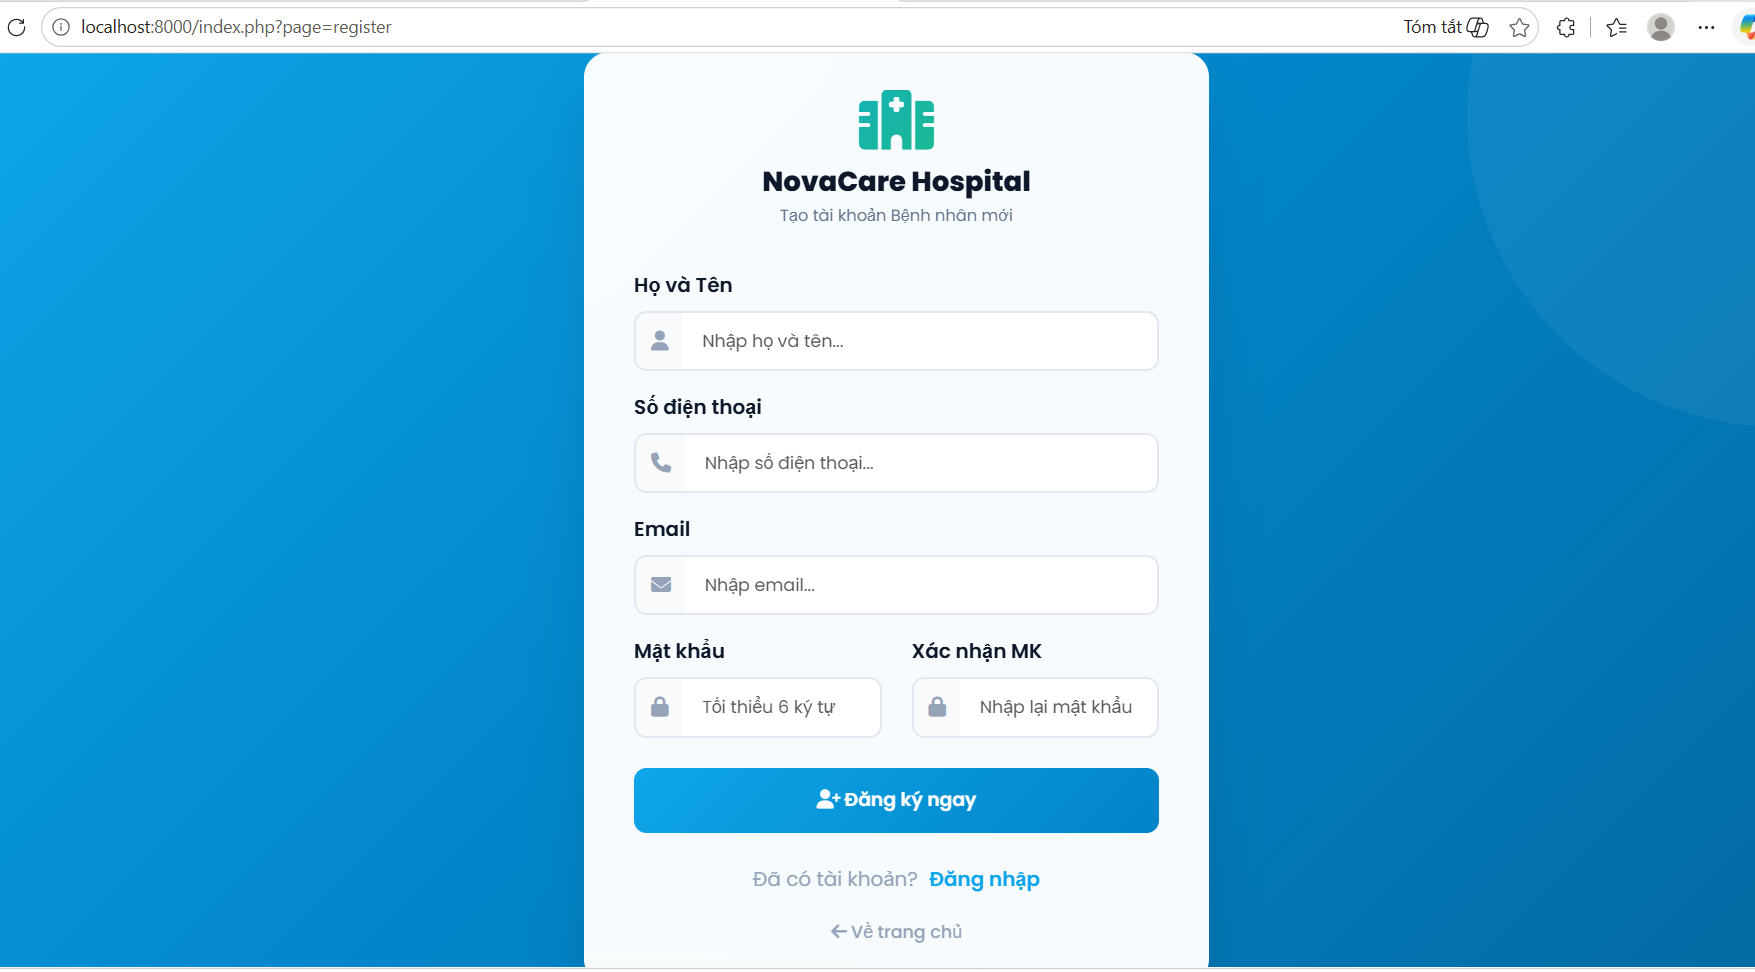 localhost:8000/index.php?page=register
Tóm tắt
NovaCare Hospital
Tạo tài khoản Bệnh nhân mới
Họ và Tên
Nhập họ và tên...
Số điện thoại
Nhập số điện thoại...
Email
Nhập email...
Mật khẩu Xác nhận MK
Tối thiểu 6 ký tự Nhập lại mật khẩu
Đăng ký ngay
Đã có tài khoản? Đăng nhập
Về trang chủ